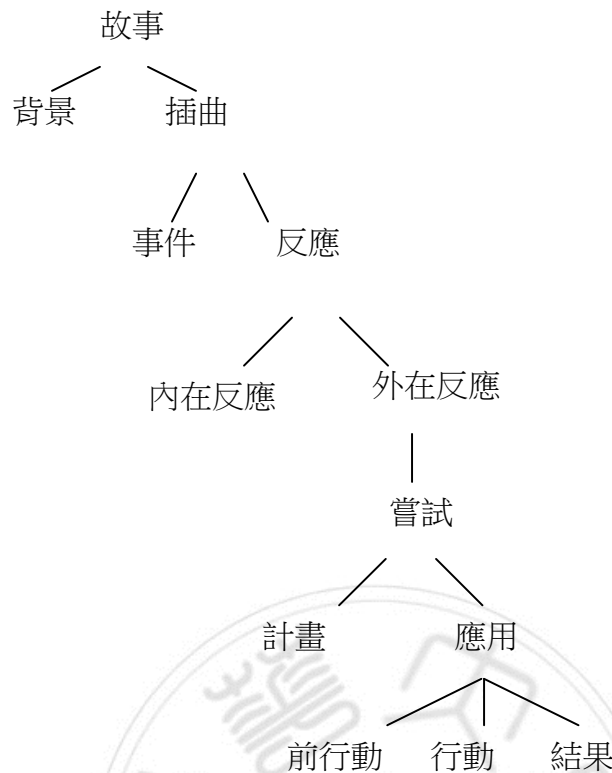 故事
背景 插曲
事件 反應
內在反應 外在反應
嘗試
計畫 應用
前行動 行動 結果